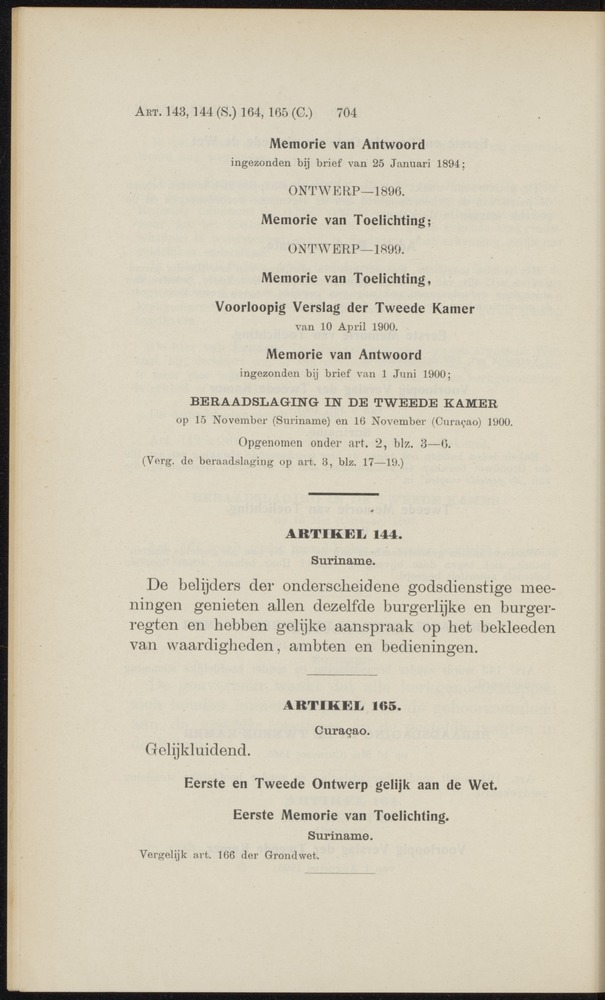 ART. 143, 144 (S.) 164, 165 (C.) 704
Memorie van Antwoord
ingezonden bij brief van 25 Januari 1894;
ONTWERP—1896.
Memorie van Toelichting;
ONTWERP—1899.
Memorie van Toelichting,
Voorloopig Verslag der Tweede Kamer
van 10 April 1900.
Memorie van Antwoord
ingezonden bij brief van 1 Juni 1900;
BERAADSLAGING IN DE TWEEDE KAMER
op 15 November (Suriname) en 16 November (Curaçao) 1900.
Opgenomen onder art. 2, blz. 3—6.
(Verg. de beraadslaging op art. 3, blz. 17—19.)
ARTIKEL 144.
Suriname.
De belijders der onderscheidene godsdienstige mee-
ningen genieten allen dezelfde burgerlijke en burger-
regten en hebben gelijke aanspraak op het bekleeden
van waardigheden, ambten en bedieningen.
ARTIKEL 165.
Curaçao.
Gelijkluidend.
Eerste en Tweede Ontwerp gelijk aan de Wet.
Eerste Memorie van Toelichting.
Suriname.
Vergelijk art. 166 der Grondwet.